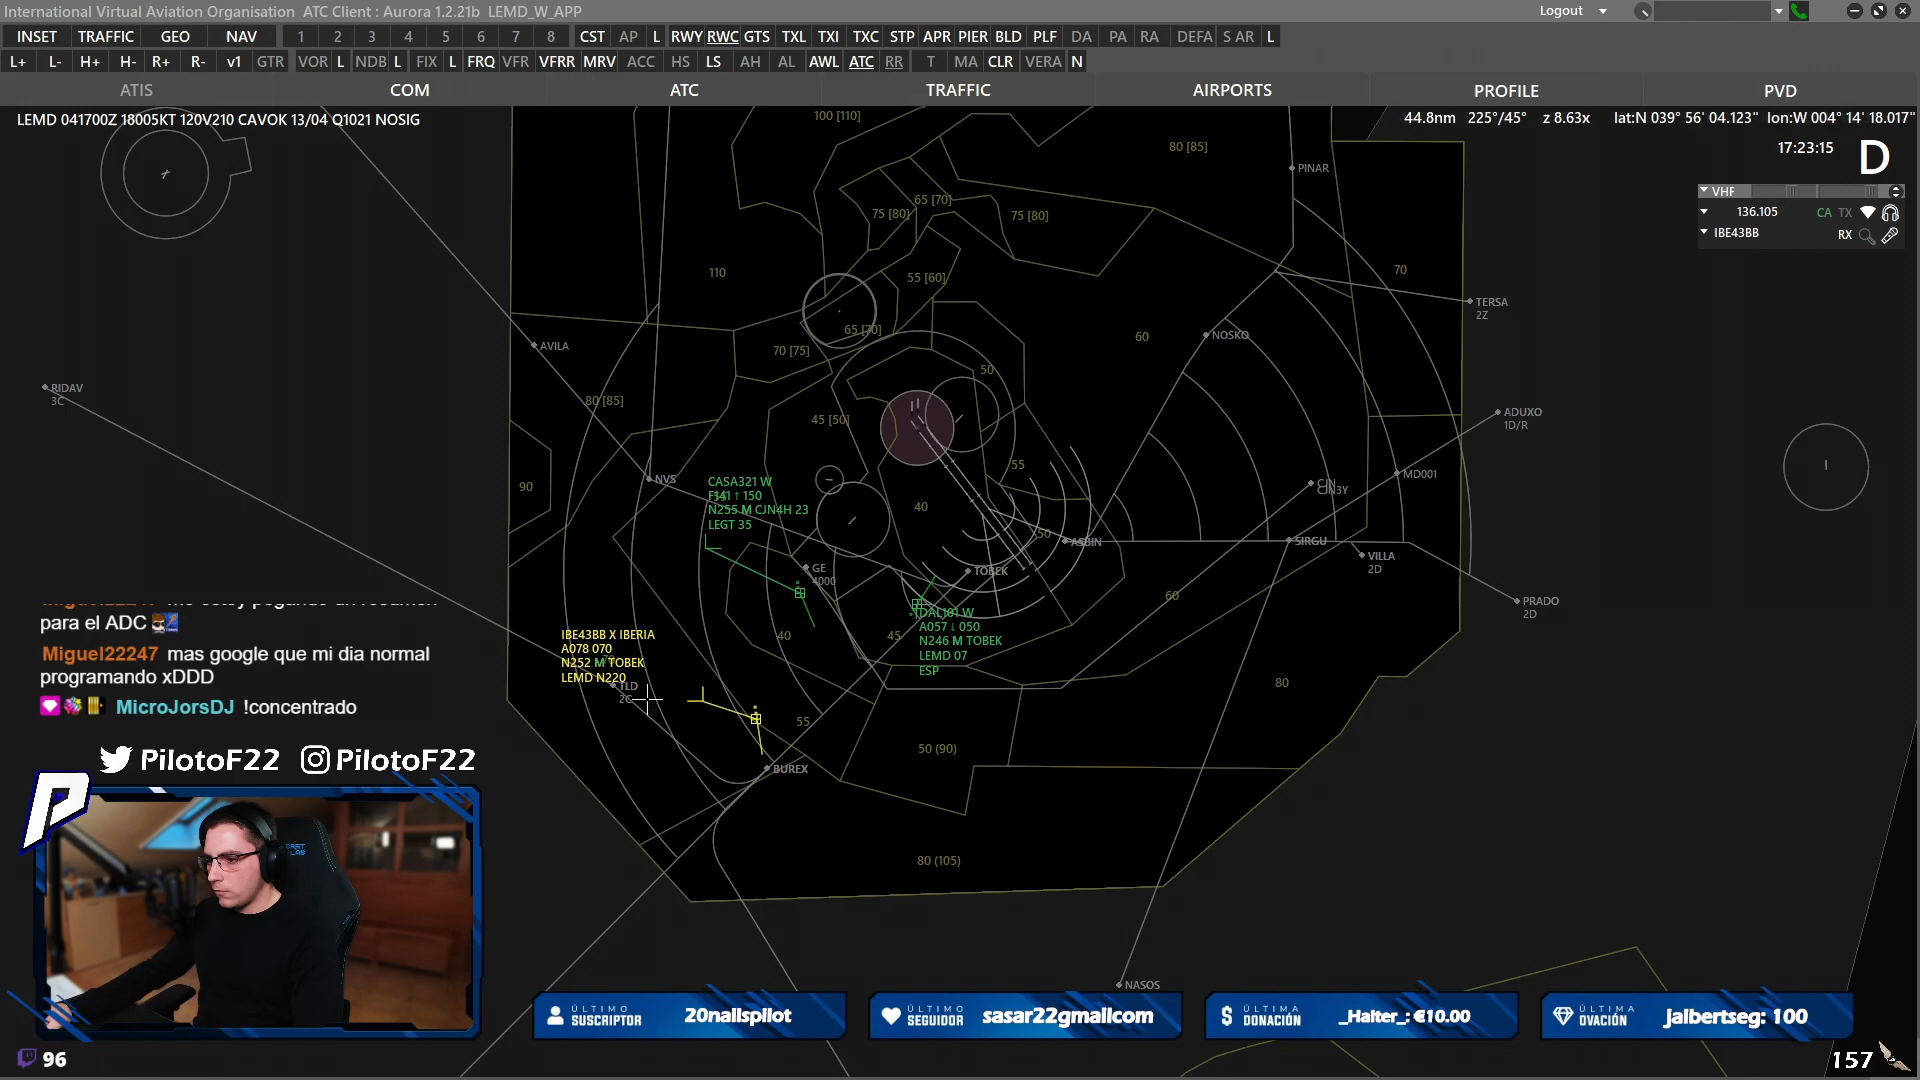 International Virtual Aviation Organisation ATC Client : Aurora 1.2.21b LEMD_W_APP
Logout
INSET TRAFFIC GEO NAV 1 2 3 4 5 6 7 8 CST AP L RWY RWC GTS TXL TXI TXC STP APR PIER BLD PLF DA PA RA DEFA S AR L
L+ L- H+ H- R+ R- v1 GTR VOR L NDB L FIX L FRQ VFR VFRR MRV ACC HS LS AH AL AWL ATC RR T MA CLR VERA N
ATIS COM ATC TRAFFIC AIRPORTS PROFILE PVD
LEMD 041700Z 18005KT 120V210 CAVOK 13/04 Q1021 NOSIG
44.8nm 225°/45° z 8.63x lat:N 039° 56' 04.123" lon:W 004° 14' 18.017"
17:23:15 D
VHF
136.105 CA TX
IBE43BB RX
100 [110]
80 [85]
PINAR
65 [70]
75 [80]
75 [80]
110
55 [60]
70
TERSA
2Z
65 [70]
NOSKO
60
AVILA
70 [75]
50
RIDAV
3C
80 [85]
45 [50]
ADUXO
1D/R
55
MD001
NVS
90
CJN
CJN3Y
CASA321 W
F141 ↑ 150
N255 M CJN4H 23
LEGT 35
40
50
ASBIN
SIRGU
VILLA
2D
GE
4000
TOBEK
60
PRADO
2D
DALJ01 W
A057 ↓ 050
N246 M TOBEK
LEMD 07
ESP
40
45
IBE43BB X IBERIA
A078 070
N252 M TOBEK
LEMD N220
TLD
2C
80
55
50 (90)
BUREX
80 (105)
NASOS
para el ADC
Miguel22247 mas google que mi dia normal
programando xDDD
MicroJorsDJ !concentrado
PilotoF22 PilotoF22
P
SECRET LAB
ÚLTIMO
SUSCRIPTOR
20nailspilot
ÚLTIMO
SEGUIDOR
sasar22gmailcom
ÚLTIMA
DONACIÓN
_Halter_: €10.00
ÚLTIMA
OVACIÓN
jalbertseg: 100
96
157